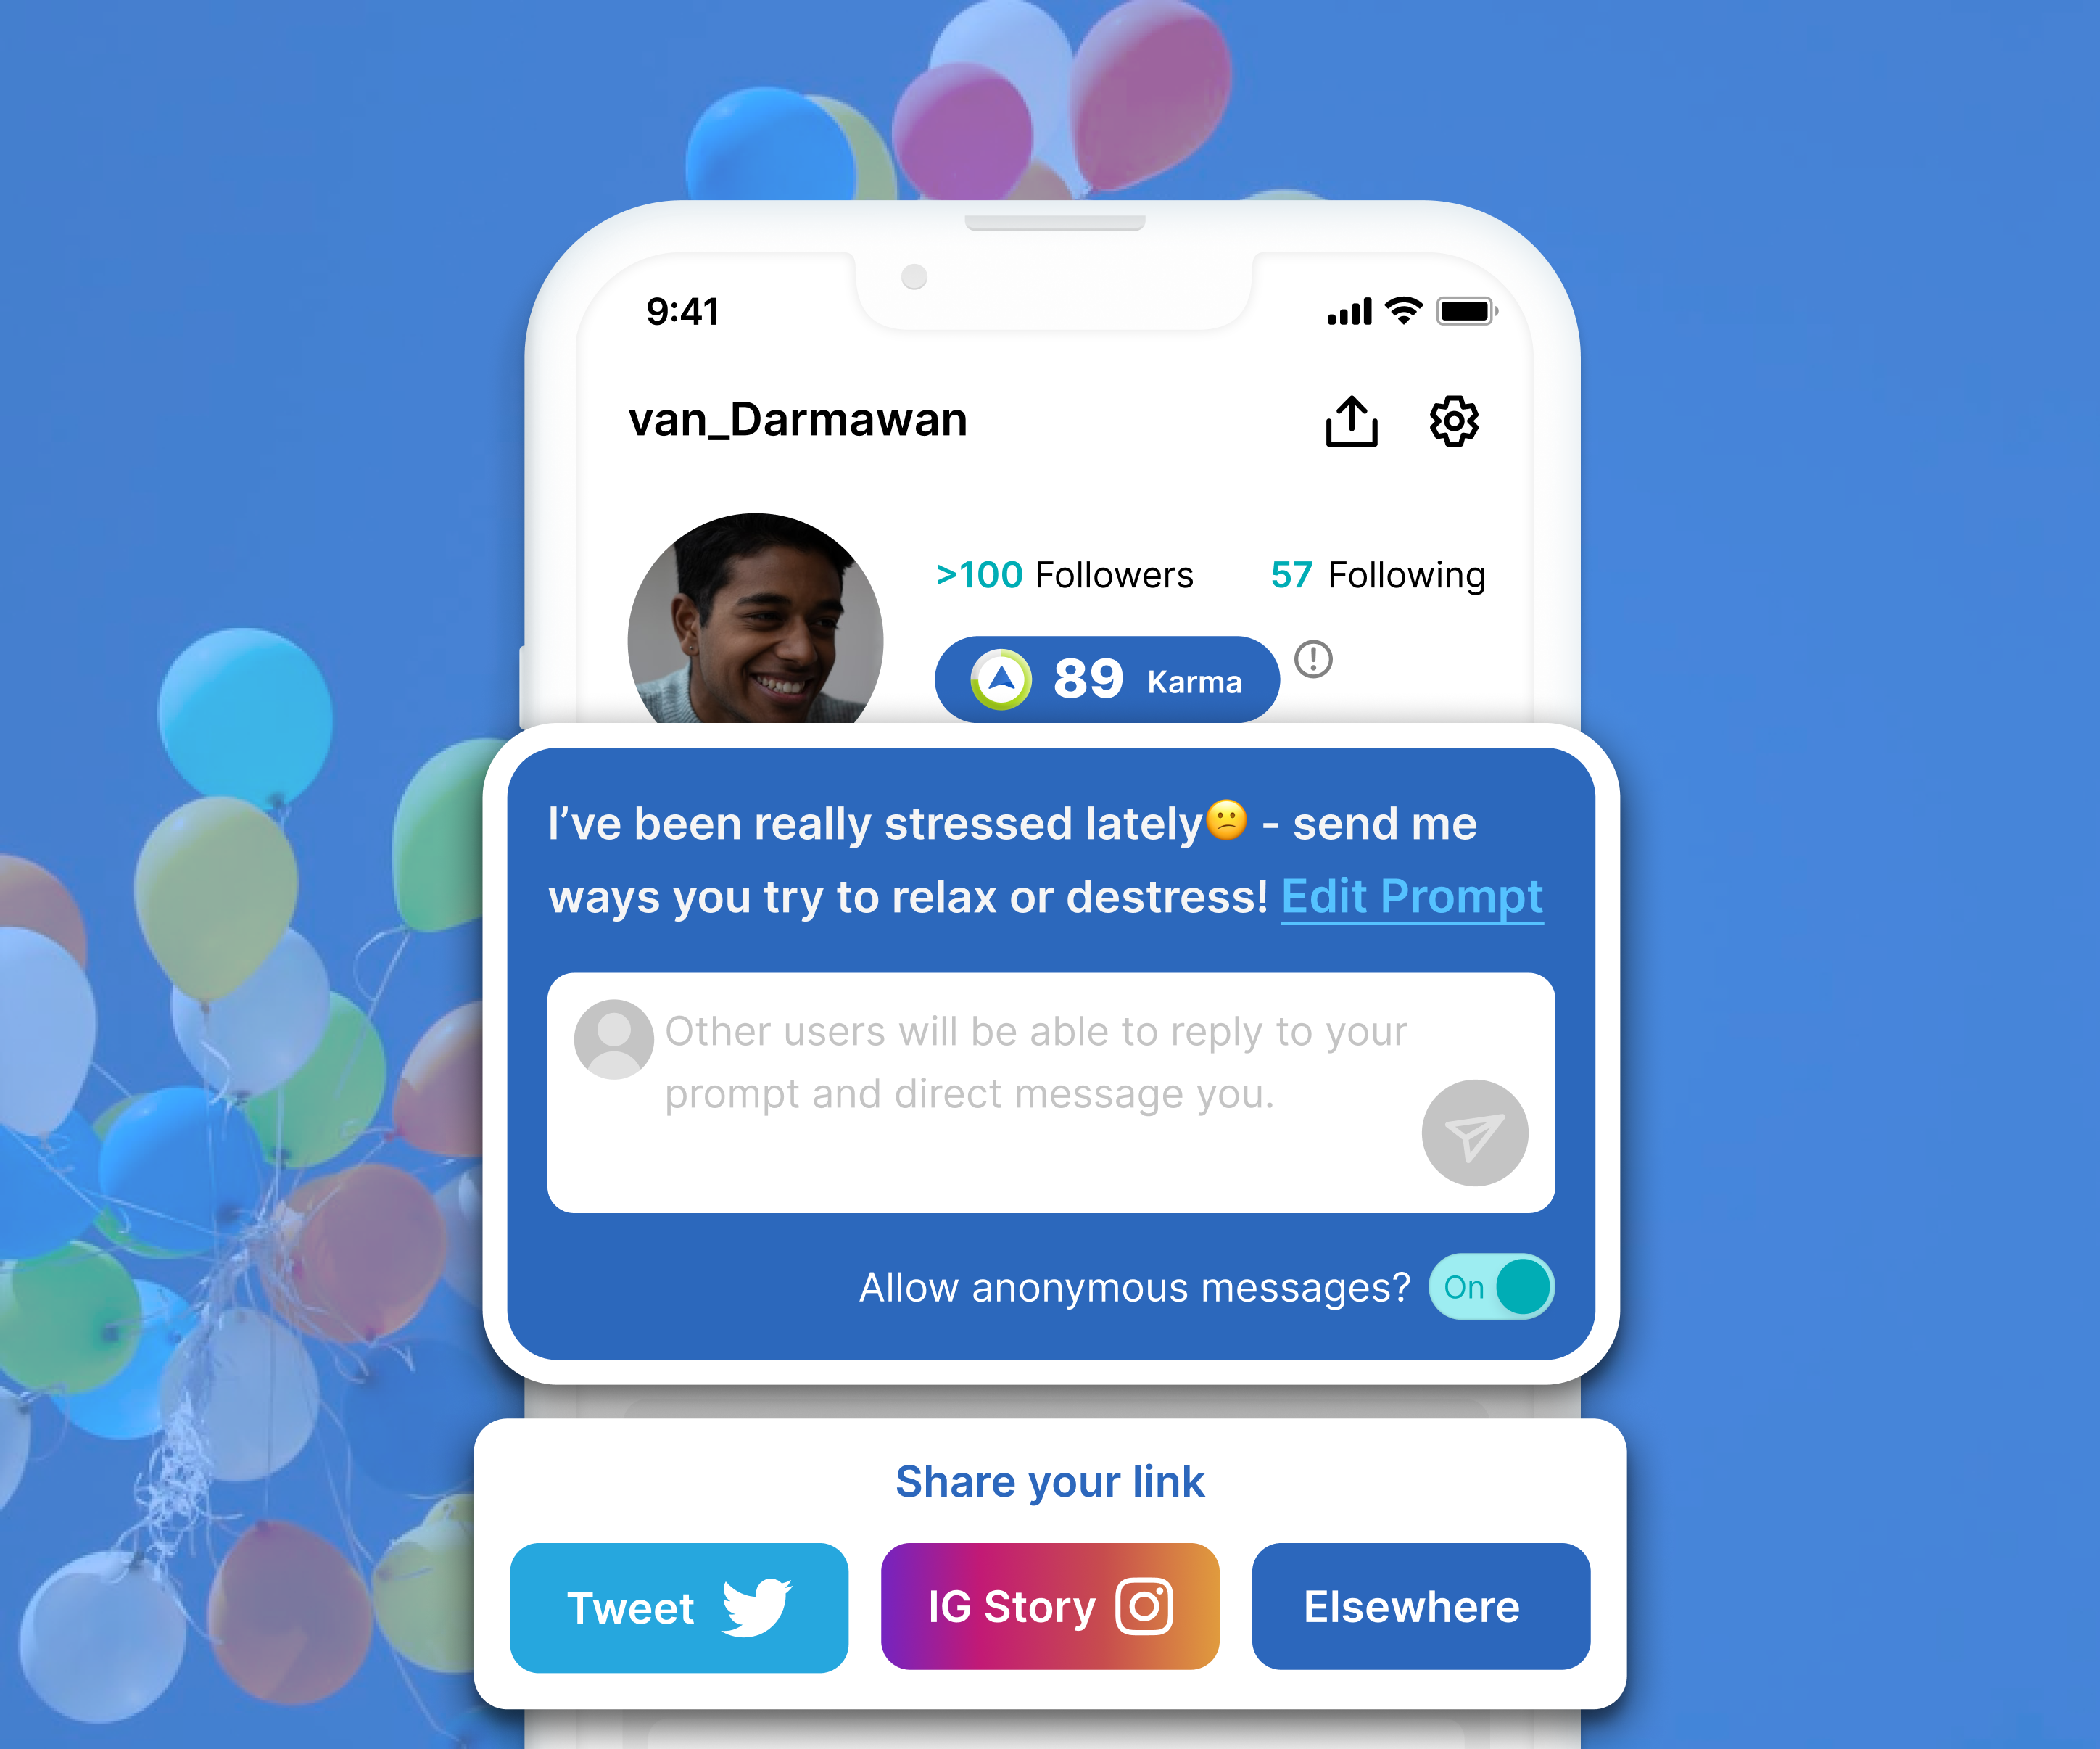 9:41
van_Darmawan
>100 Followers 57 Following
89 Karma
I’ve been really stressed lately😕 - send me
ways you try to relax or destress! Edit Prompt
Other users will be able to reply to your
prompt and direct message you.
Allow anonymous messages? On
Share your link
Tweet IG Story Elsewhere